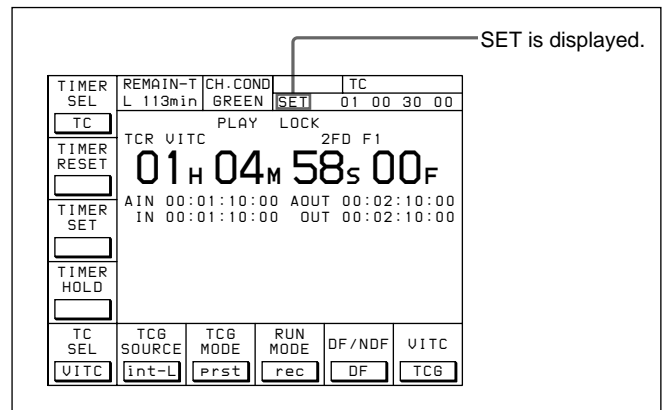 SET is displayed.
TIMER SEL
TC
REMAIN-T CH.COND TC
L 113min GREEN SET 01 00 30 00
PLAY LOCK
TCR VITC 2FD F1
01H 04M 58S 00F
AIN 00:01:10:00 AOUT 00:02:10:00
IN 00:01:10:00 OUT 00:02:10:00
TIMER RESET
TIMER SET
TIMER HOLD
TC SEL
VITC
TCG SOURCE
int-L
TCG MODE
prst
RUN MODE
rec
DF/NDF
DF
VITC
TCG